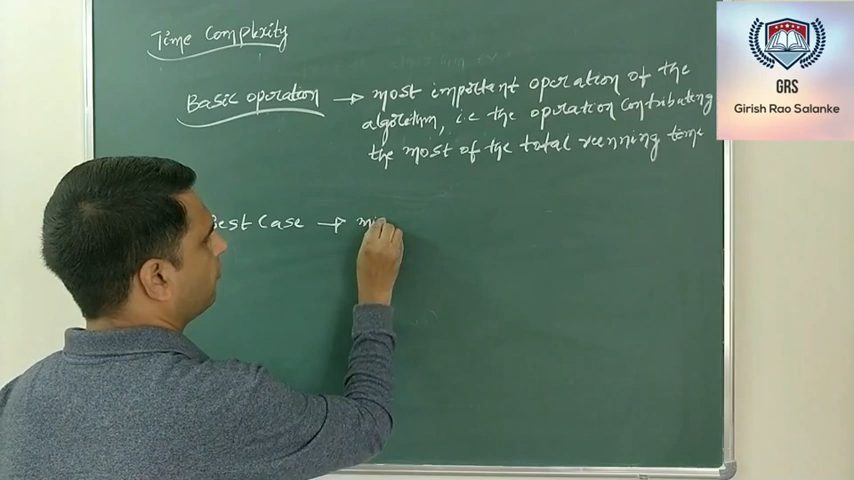 Time Complexity
Basic operation → most important operation of the
algorithm, i.e the operation contributing
the most of the total running time
Best Case → min
GRS
Girish Rao Salanke